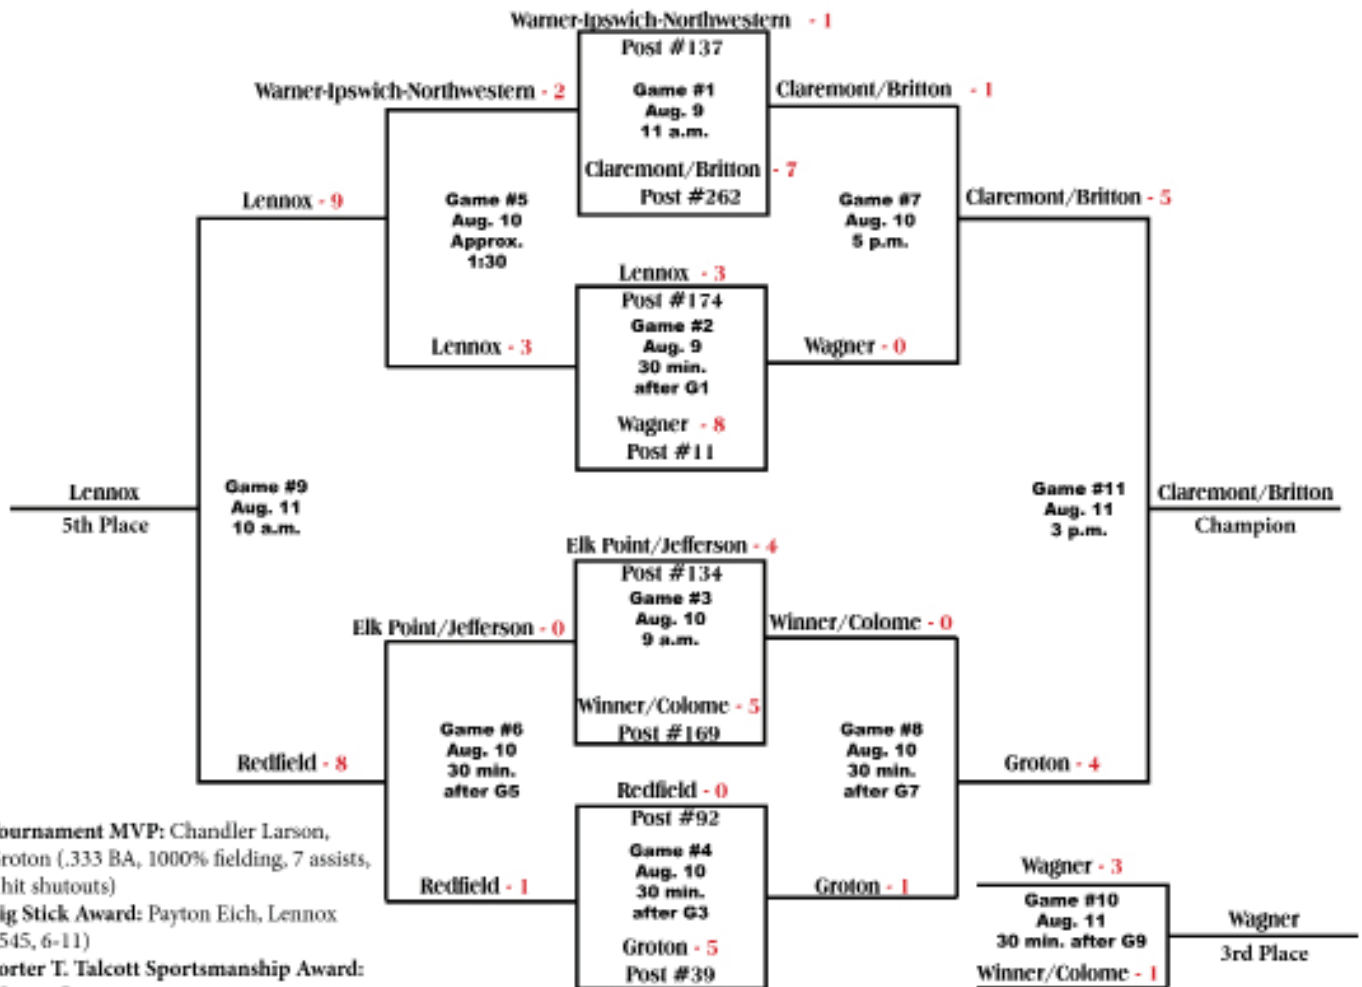 Warner-Ipswich-Northwestern - 1
Post #137
Game #1
Aug. 9
11 a.m.
Claremont/Britton - 7
Post #262
Warner-Ipswich-Northwestern - 2
Claremont/Britton - 1
Lennox - 9
Game #5
Aug. 10
Approx.
1:30
Game #7
Aug. 10
5 p.m.
Claremont/Britton - 5
Lennox - 3
Post #174
Game #2
Aug. 9
30 min.
after G1
Wagner - 8
Post #11
Lennox - 3
Wagner - 0
Lennox
5th Place
Game #9
Aug. 11
10 a.m.
Game #11
Aug. 11
3 p.m.
Claremont/Britton
Champion
Elk Point/Jefferson - 4
Post #134
Game #3
Aug. 10
9 a.m.
Winner/Colome - 5
Post #169
Elk Point/Jefferson - 0
Winner/Colome - 0
Redfield - 8
Game #6
Aug. 10
30 min.
after G5
Game #8
Aug. 10
30 min.
after G7
Groton - 4
Redfield - 0
Post #92
Game #4
Aug. 10
30 min.
after G3
Groton - 5
Post #39
Redfield - 1
Groton - 1
Wagner - 3
Game #10
Aug. 11
30 min. after G9
Winner/Colome - 1
Wagner
3rd Place
ournament MVP: Chandler Larson,
roton (.333 BA, 1000% fielding, 7 assists,
hit shutouts)
ig Stick Award: Payton Eich, Lennox
545, 6-11)
orter T. Talcott Sportsmanship Award: